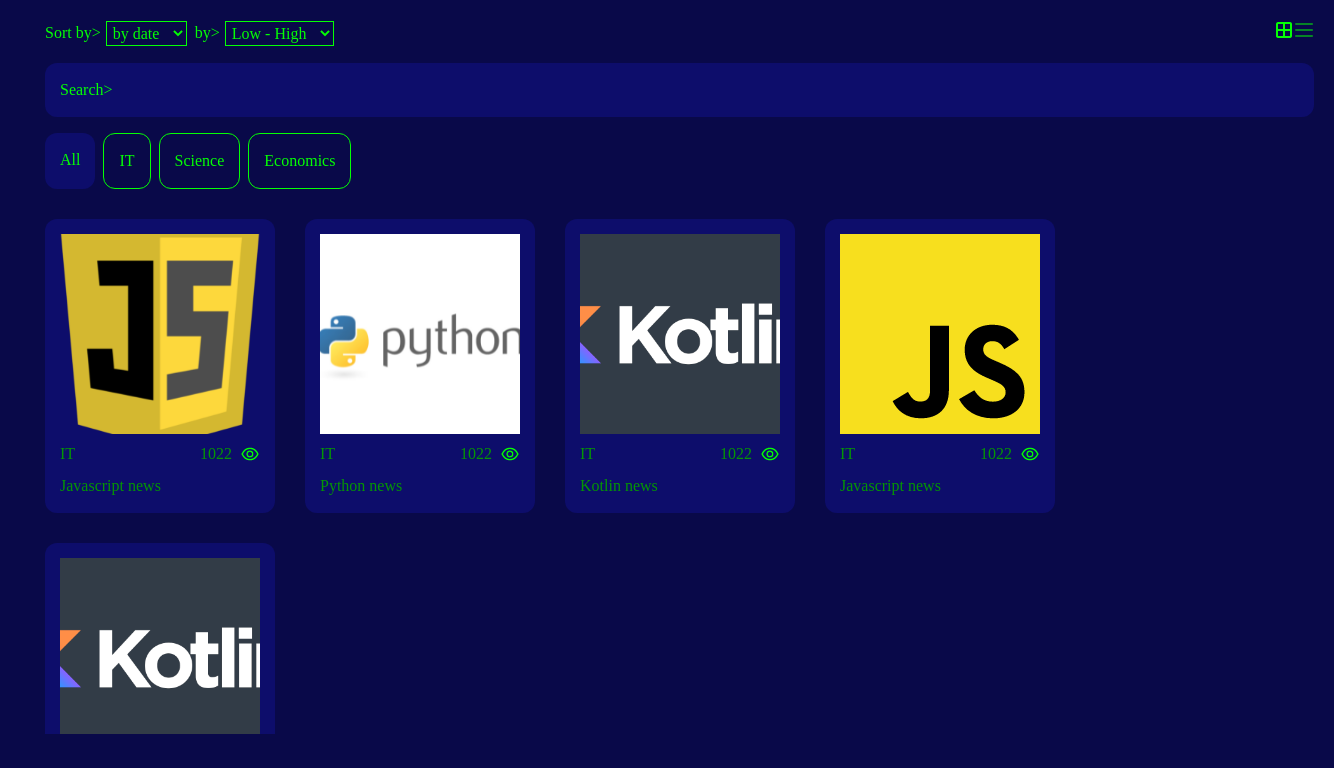 Sort by> by date by> Low - High
Search>
All IT Science Economics
JS python Kotlin JS
IT 1022 IT 1022 IT 1022 IT 1022
Javascript news Python news Kotlin news Javascript news
Kotlin